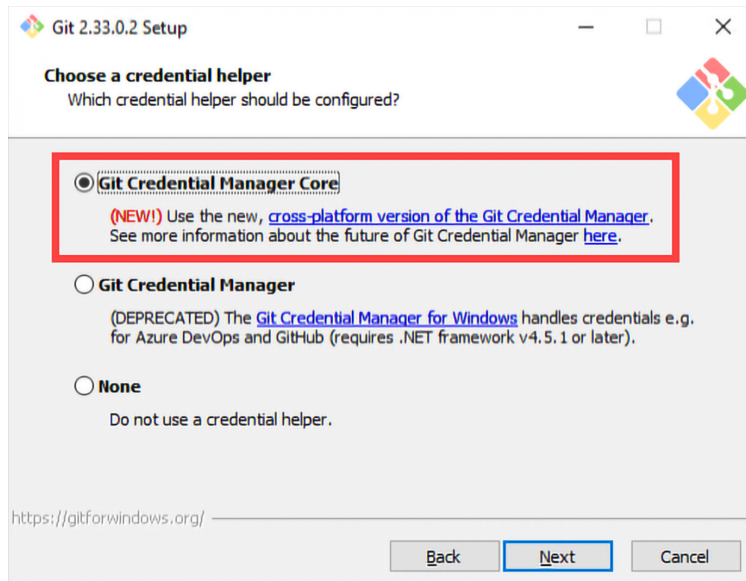 Git 2.33.0.2 Setup
Choose a credential helper
Which credential helper should be configured?
Git Credential Manager Core
(NEW!) Use the new, cross-platform version of the Git Credential Manager.
See more information about the future of Git Credential Manager here.
Git Credential Manager
(DEPRECATED) The Git Credential Manager for Windows handles credentials e.g.
for Azure DevOps and GitHub (requires .NET framework v4.5.1 or later).
None
Do not use a credential helper.
https://gitforwindows.org/
Back Next Cancel